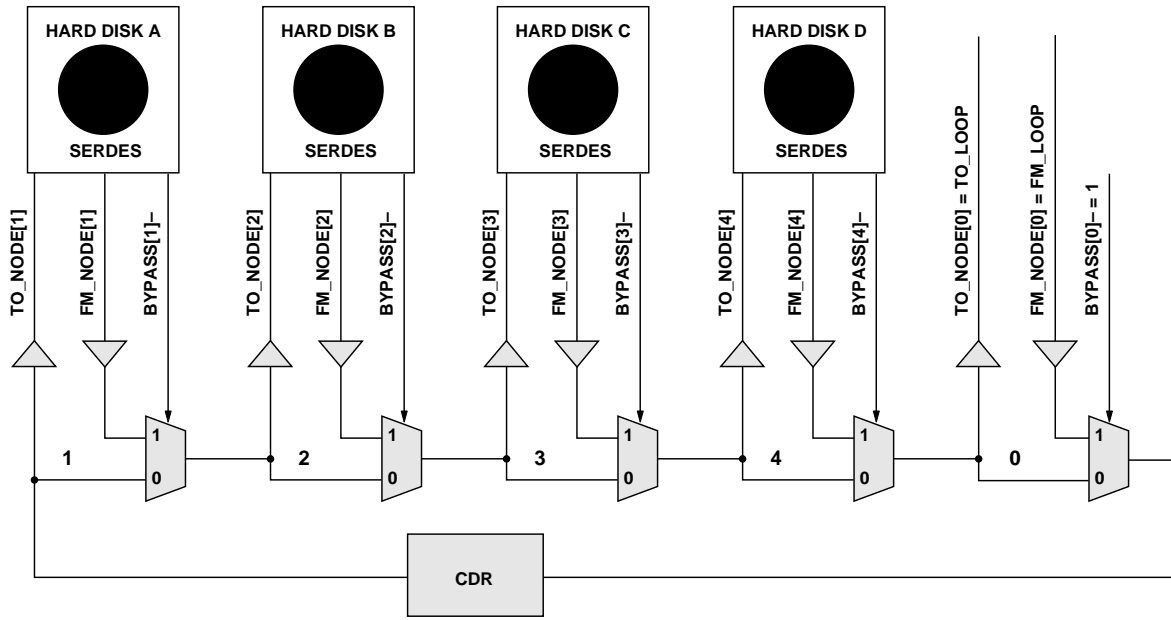 HARD DISK A
HARD DISK B
HARD DISK C
HARD DISK D
SERDES
SERDES
SERDES
SERDES
TO_NODE[1]
FM_NODE[1]
BYPASS[1]–
TO_NODE[2]
FM_NODE[2]
BYPASS[2]–
TO_NODE[3]
FM_NODE[3]
BYPASS[3]–
TO_NODE[4]
FM_NODE[4]
BYPASS[4]–
TO_NODE[0] = TO_LOOP
FM_NODE[0] = FM_LOOP
BYPASS[0]– = 1
1
1
0
2
1
0
3
1
0
4
1
0
0
1
0
CDR